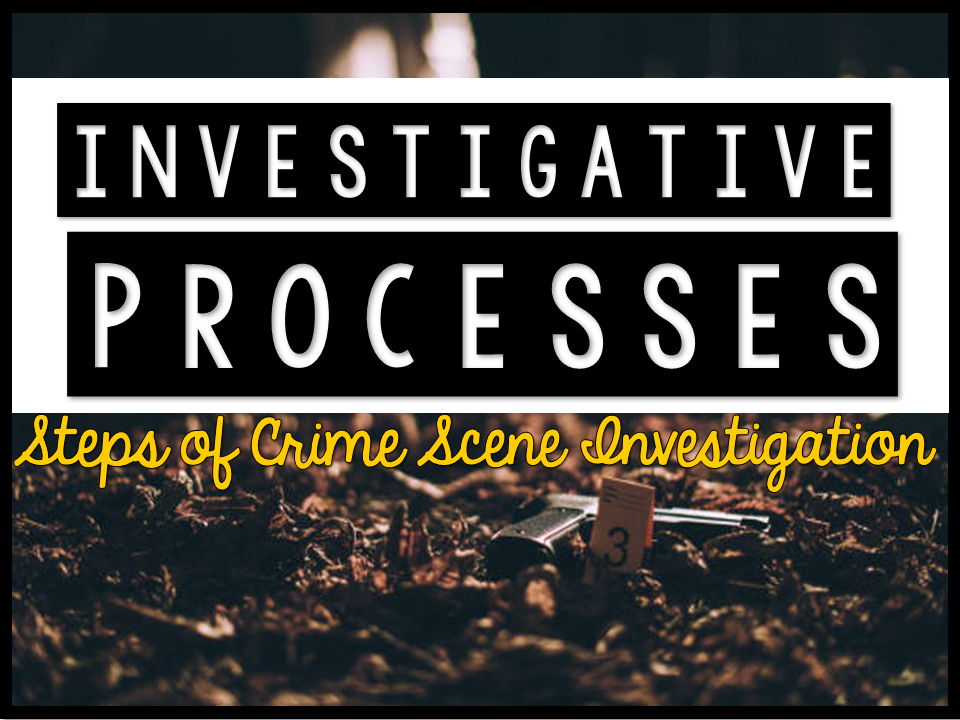 INVESTIGATIVE
PROCESSES
Steps of Crime Scene Investigation
3